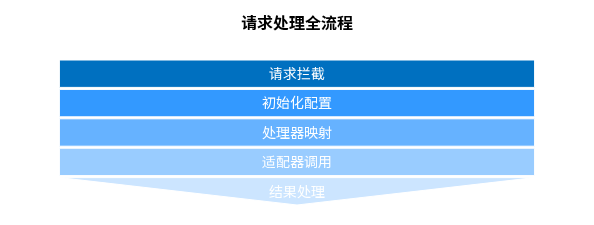 请求处理全流程
请求拦截
初始化配置
处理器映射
适配器调用
结果处理